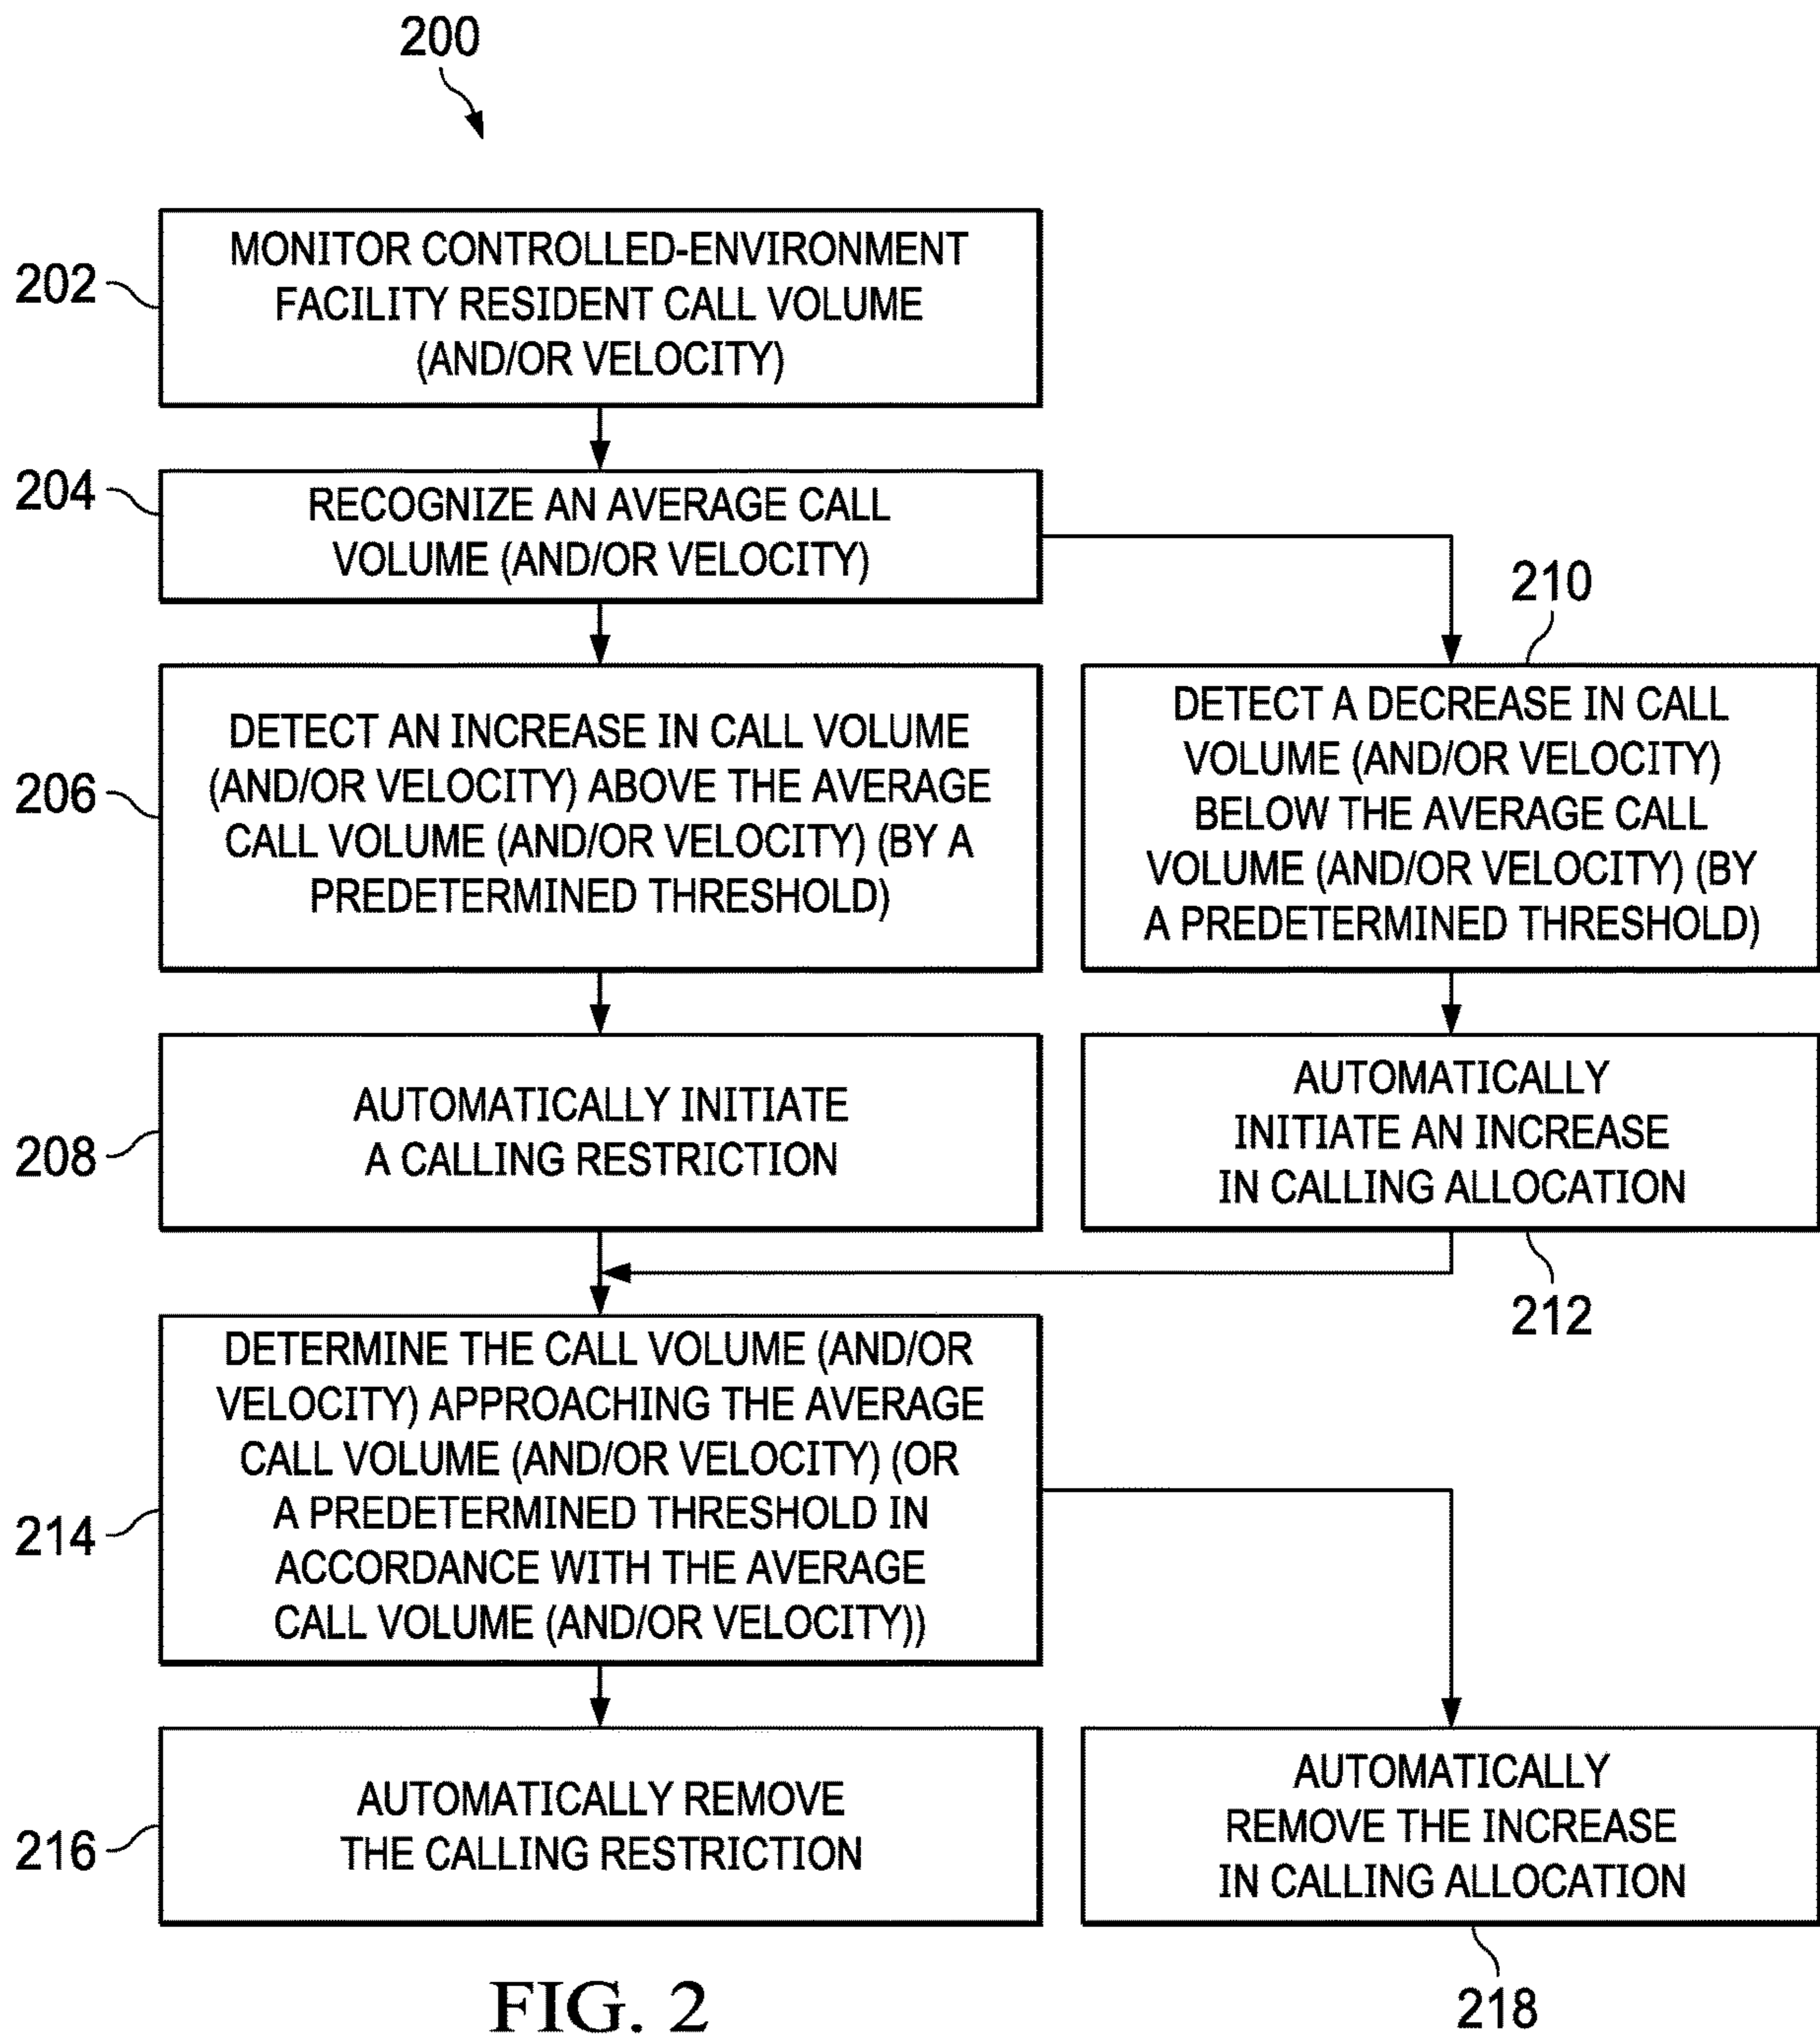 200
202
MONITOR CONTROLLED-ENVIRONMENT
FACILITY RESIDENT CALL VOLUME
(AND/OR VELOCITY)
204
RECOGNIZE AN AVERAGE CALL
VOLUME (AND/OR VELOCITY)
206
DETECT AN INCREASE IN CALL VOLUME
(AND/OR VELOCITY) ABOVE THE AVERAGE
CALL VOLUME (AND/OR VELOCITY) (BY A
PREDETERMINED THRESHOLD)
210
DETECT A DECREASE IN CALL
VOLUME (AND/OR VELOCITY)
BELOW THE AVERAGE CALL
VOLUME (AND/OR VELOCITY) (BY
A PREDETERMINED THRESHOLD)
208
AUTOMATICALLY INITIATE
A CALLING RESTRICTION
AUTOMATICALLY
INITIATE AN INCREASE
IN CALLING ALLOCATION
212
214
DETERMINE THE CALL VOLUME (AND/OR
VELOCITY) APPROACHING THE AVERAGE
CALL VOLUME (AND/OR VELOCITY) (OR
A PREDETERMINED THRESHOLD IN
ACCORDANCE WITH THE AVERAGE
CALL VOLUME (AND/OR VELOCITY))
216
AUTOMATICALLY REMOVE
THE CALLING RESTRICTION
AUTOMATICALLY
REMOVE THE INCREASE
IN CALLING ALLOCATION
218
FIG. 2